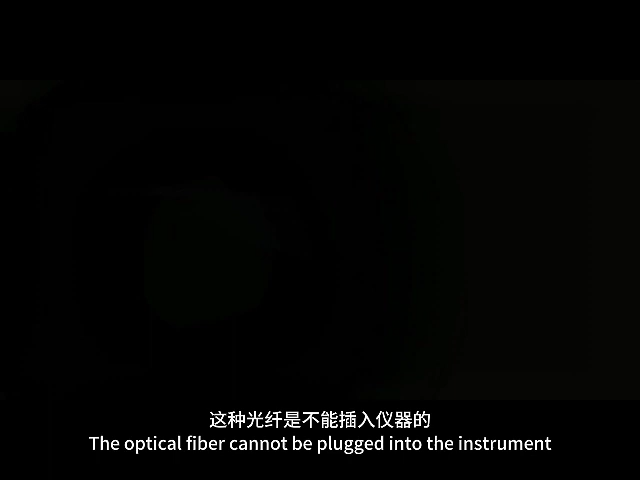 这种光纤是不能插入仪器的
The optical fiber cannot be plugged into the instrument